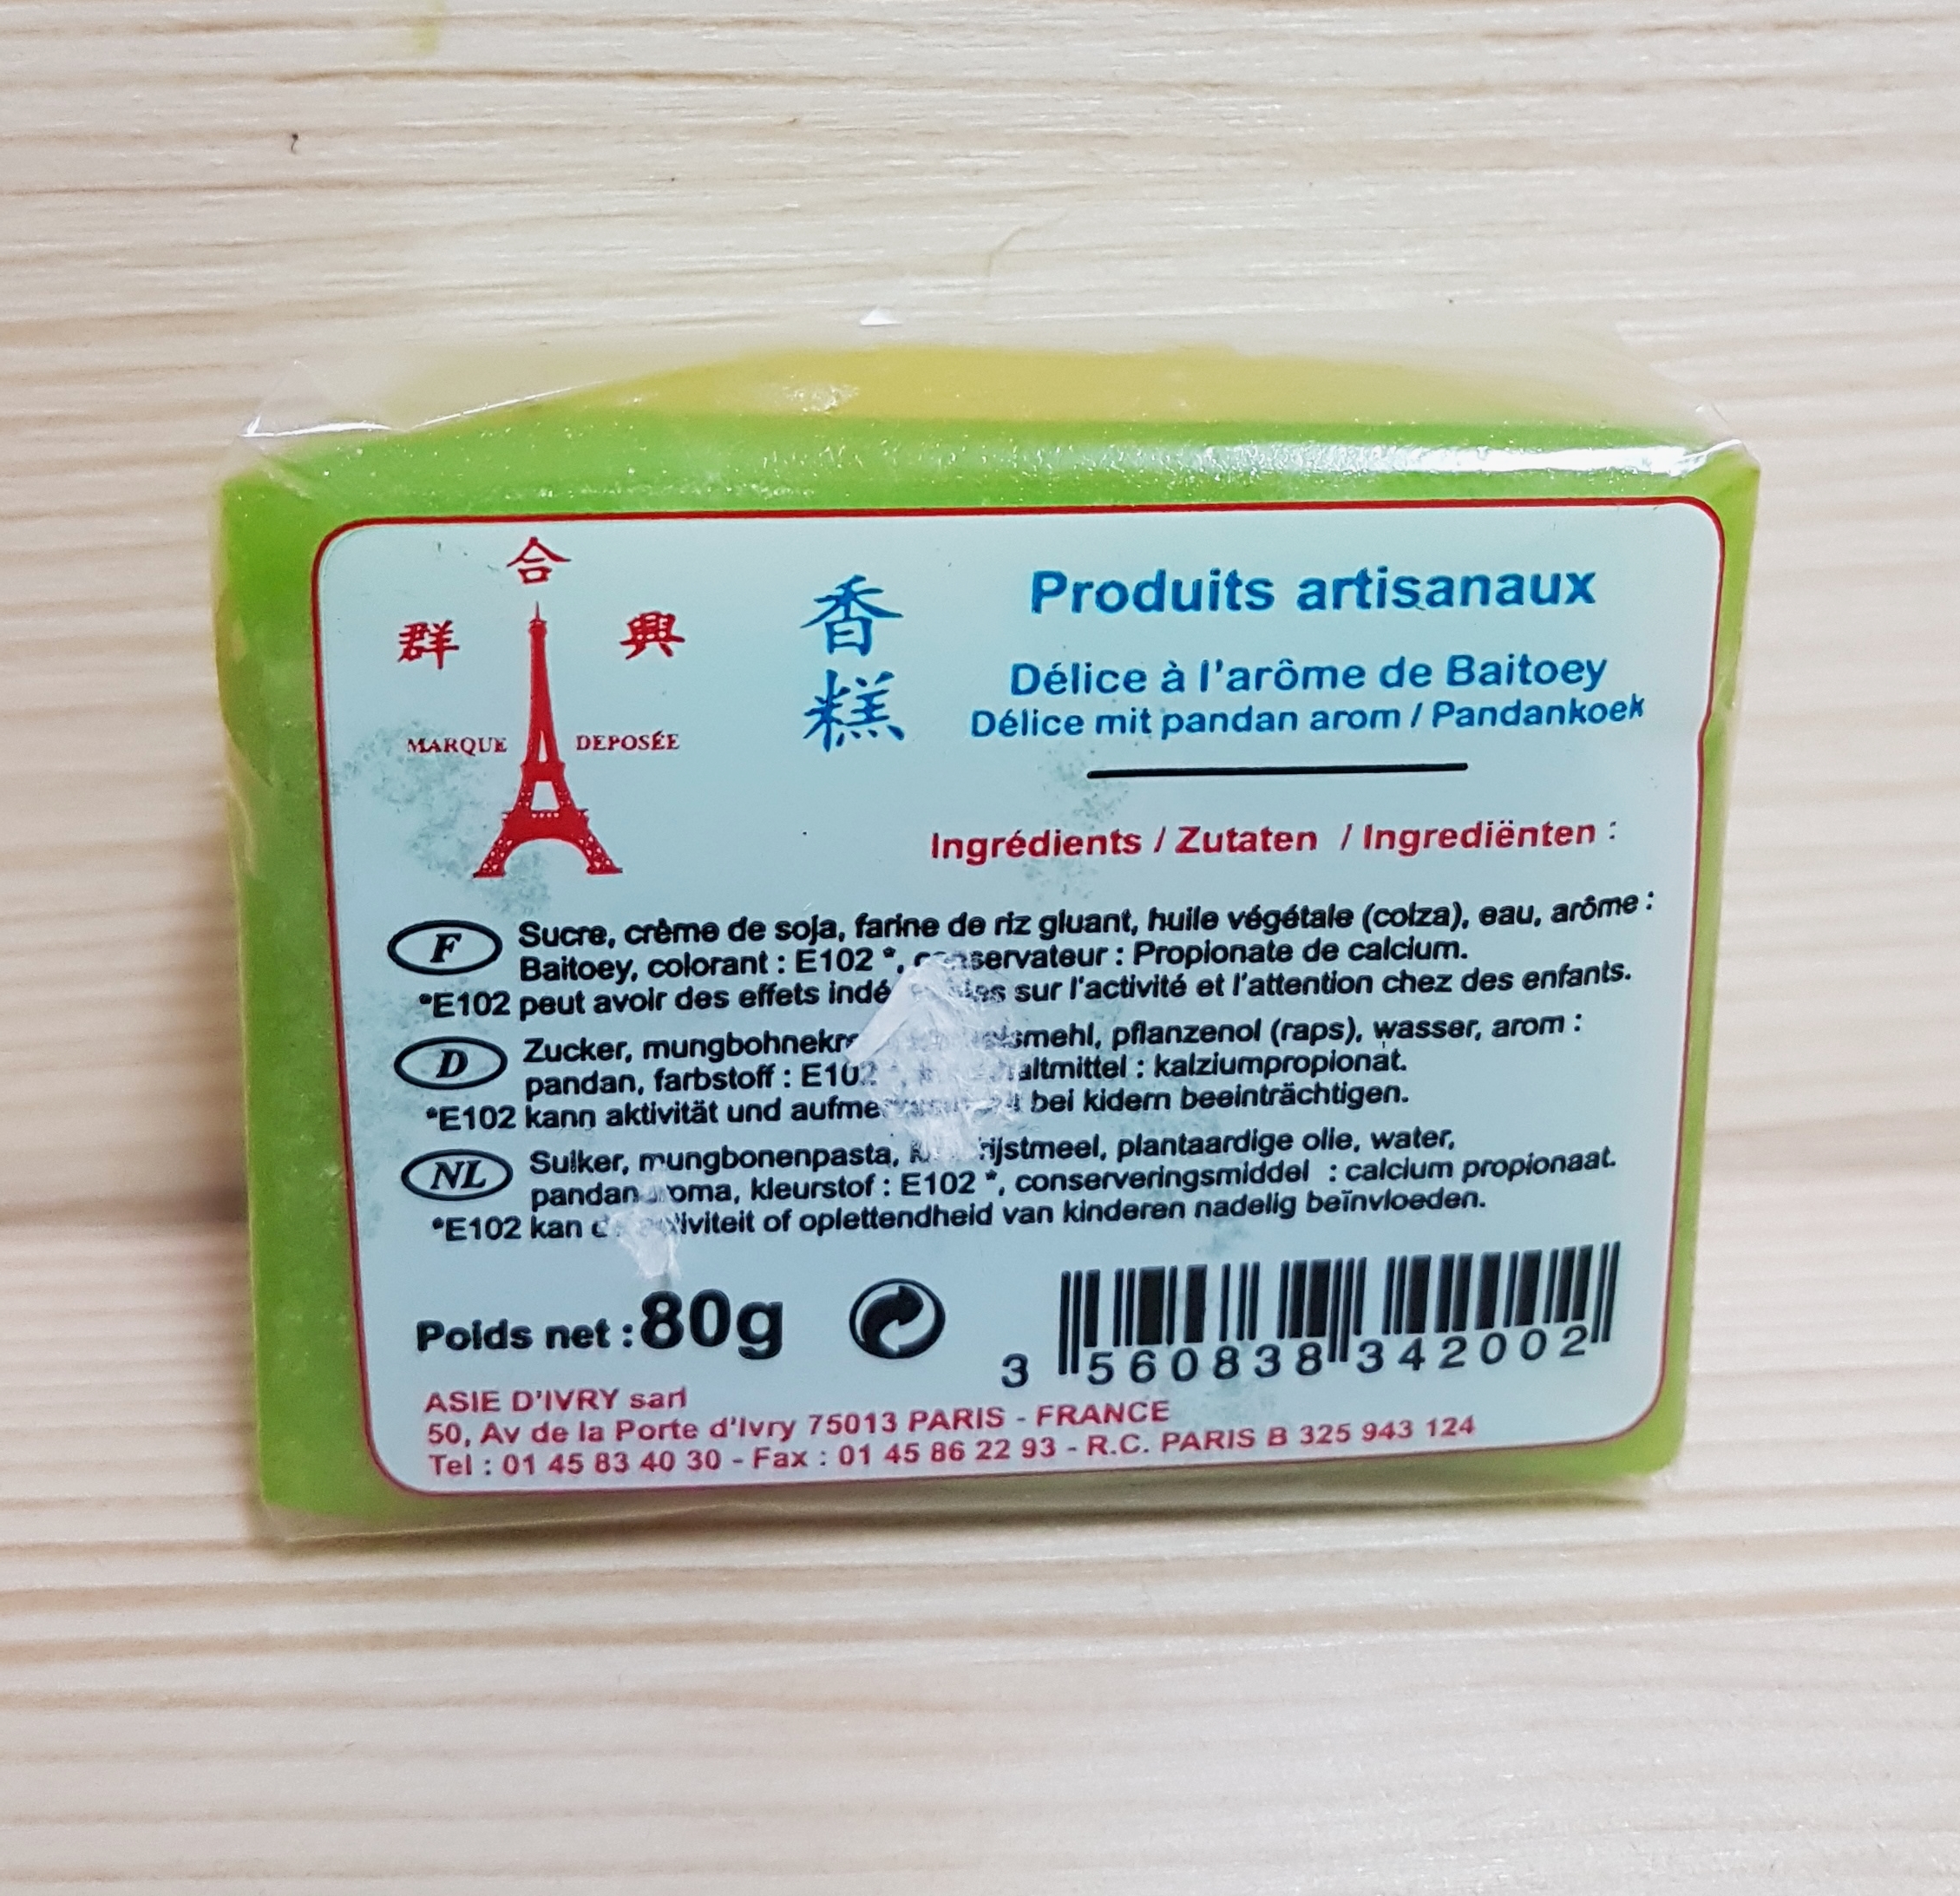 合
群 興
MARQUE DEPOSÉE
香
糕
Produits artisanaux
Délice à l'arôme de Baitoey
Délice mit pandan arom / Pandankoek
Ingrédients / Zutaten / Ingrediënten :
F Sucre, crème de soja, farine de riz gluant, huile végétale (colza), eau, arôme :
Baitoey, colorant : E102 *, conservateur : Propionate de calcium.
*E102 peut avoir des effets sur l'activité et l'attention chez des enfants.
D Zucker, pflanzenol (raps), wasser, arom :
pandan, farbstoff : E102 : kalziumpropionat.
*E102 kann aktivität und bei kidern beeinträchtigen.
NL Suiker, mungbonenpasta, plantaardige olie, water,
kleurstof : E102 *, conserveringsmiddel : calcium propionaat.
*E102 kan of oplettendheid van kinderen nadelig beïnvloeden.
Poids net : 80g
3 560838 342002
ASIE D'IVRY sarl
50, Av de la Porte d'Ivry 75013 PARIS - FRANCE
Tel : 01 45 83 40 30 - Fax : 01 45 86 22 93 - R.C. PARIS B 325 943 124